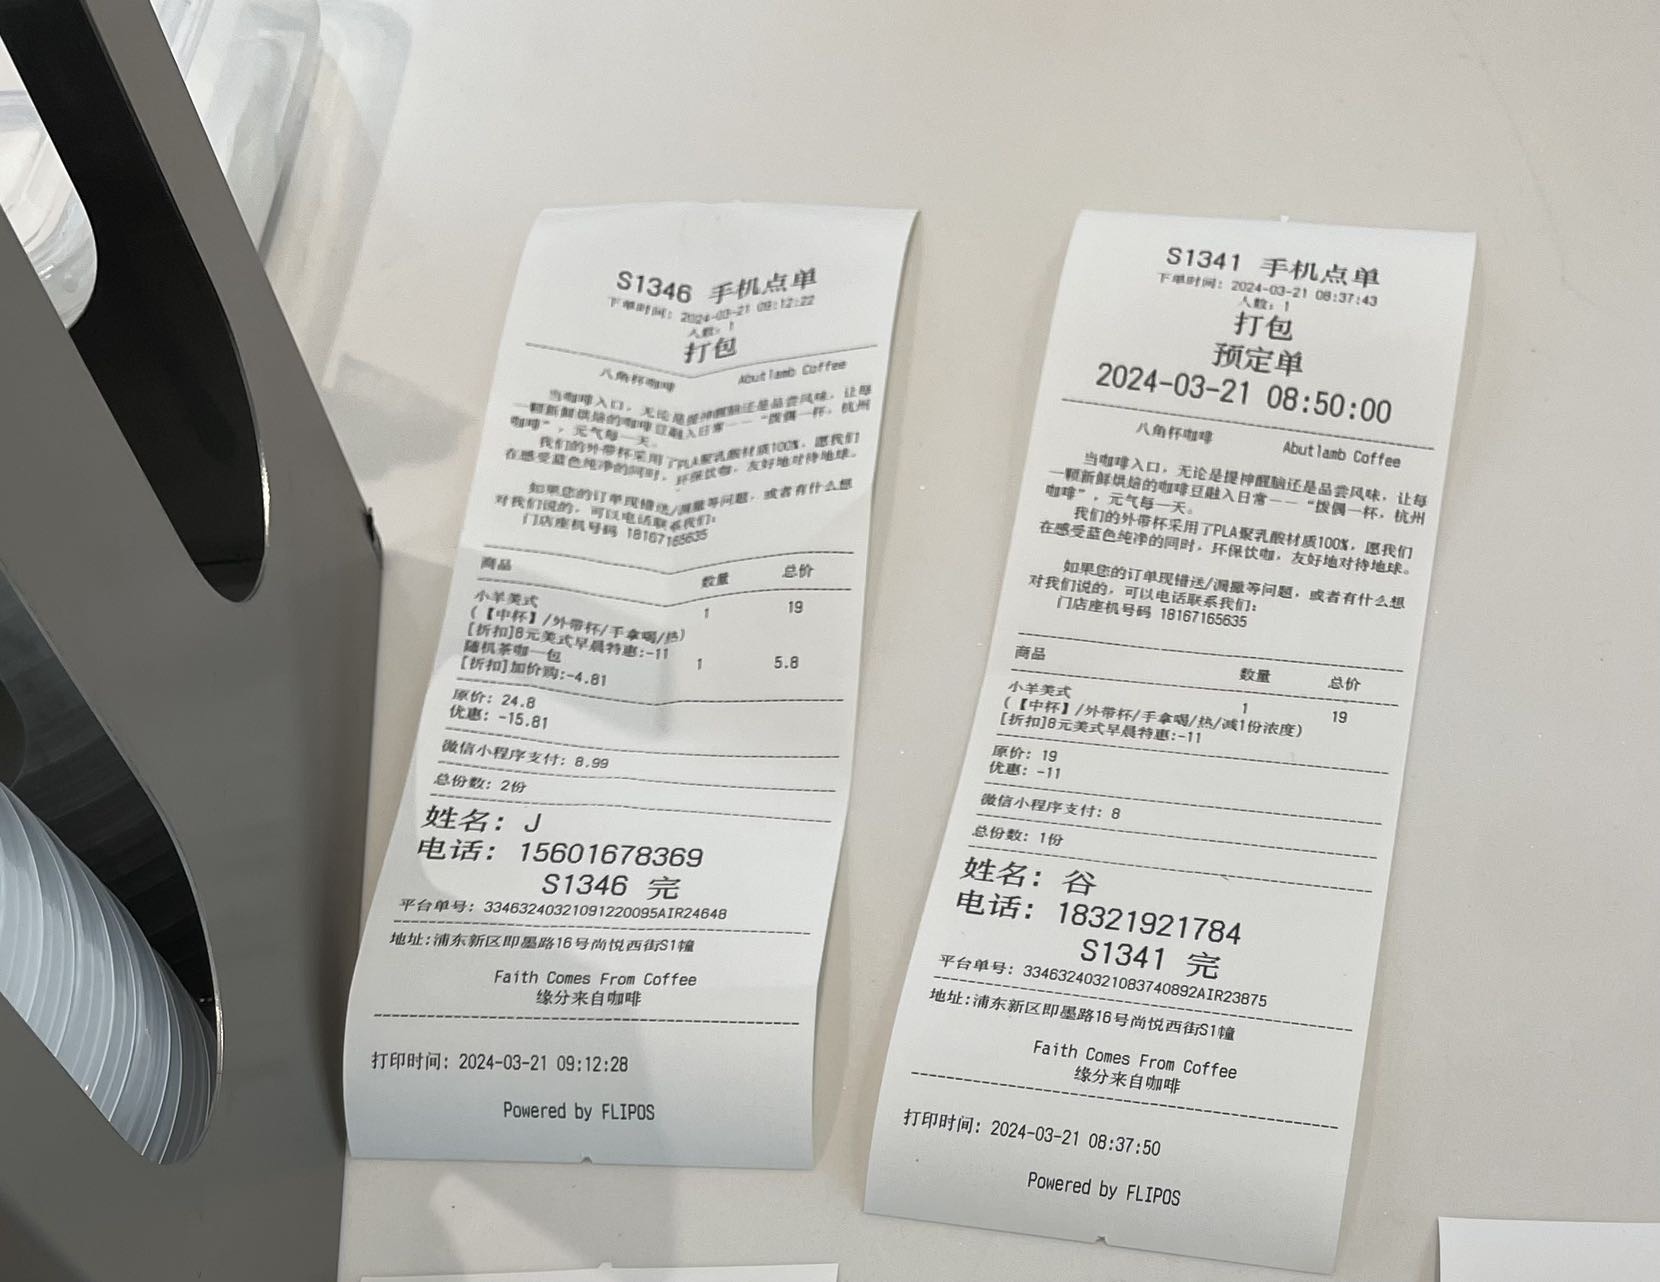 S1346 手机点单
下单时间: 2024-03-21 09:12:22
人数: 1
打包
八角杯咖啡 Abutlamb Coffee
当咖啡入口，无论是提神醒脑还是品尝风味，让每
一颗新鲜烘焙的咖啡豆融入日常——“拨偶一杯，杭州
咖啡”，元气每一天。
我们的外带杯采用了PLA聚乳酸材质100%，愿我们
在感受蓝色纯净的同时，环保饮咖，友好地对待地球。
如果您的订单现错送/漏撒等问题，或者有什么想
对我们说的，可以电话联系我们:
门店座机号码 18167165635
商品 数量 总价
小羊美式 1 19
(【中杯】/外带杯/手拿喝/热)
[折扣]8元美式早晨特惠:-11
随机茶咖一包 1 5.8
[折扣]加价购:-4.81
原价: 24.8
优惠: -15.81
微信小程序支付: 8.99
总份数: 2份
姓名: J
电话: 15601678369
S1346 完
平台单号: 33463240321091220095AIR24648
地址:浦东新区即墨路16号尚悦西街S1幢
Faith Comes From Coffee
缘分来自咖啡
打印时间: 2024-03-21 09:12:28
Powered by FLIPOS
S1341 手机点单
下单时间: 2024-03-21 08:37:43
人数: 1
打包
预定单
2024-03-21 08:50:00
八角杯咖啡 Abutlamb Coffee
当咖啡入口，无论是提神醒脑还是品尝风味，让每
一颗新鲜烘焙的咖啡豆融入日常——“拨偶一杯，杭州
咖啡”，元气每一天。
我们的外带杯采用了PLA聚乳酸材质100%，愿我们
在感受蓝色纯净的同时，环保饮咖，友好地对待地球。
如果您的订单现错送/漏撒等问题，或者有什么想
对我们说的，可以电话联系我们:
门店座机号码 18167165635
商品 数量 总价
小羊美式 1 19
(【中杯】/外带杯/手拿喝/热/减1份浓度)
[折扣]8元美式早晨特惠:-11
原价: 19
优惠: -11
微信小程序支付: 8
总份数: 1份
姓名: 谷
电话: 18321921784
S1341 完
平台单号: 33463240321083740892AIR23875
地址:浦东新区即墨路16号尚悦西街S1幢
Faith Comes From Coffee
缘分来自咖啡
打印时间: 2024-03-21 08:37:50
Powered by FLIPOS